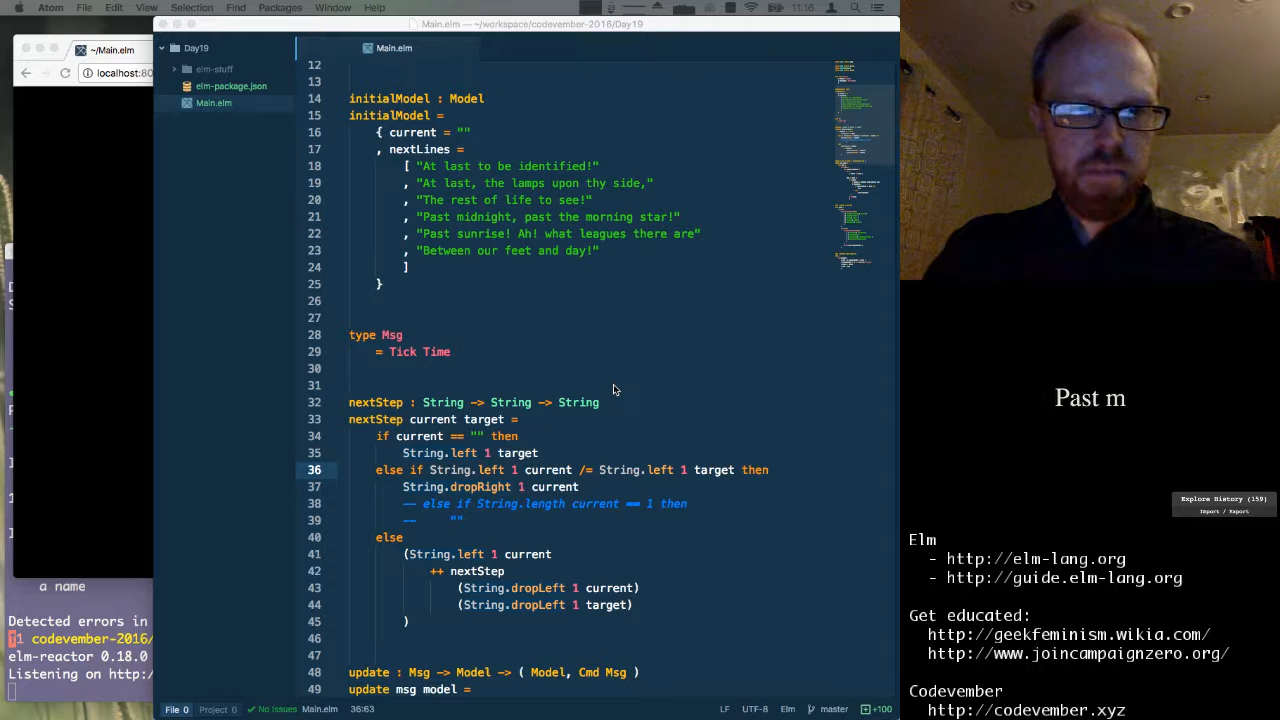 Atom File Edit View Selection Find Packages Window Help 11.16
Main.elm — ~/workspace/codevember-2016/Day19
~/Main.elm
localhost:80
Day19
elm-stuff
elm-package.json
Main.elm
Main.elm
12
13
14 initialModel : Model
15 initialModel =
16 { current = ""
17 , nextLines =
18 [ "At last to be identified!"
19 , "At last, the lamps upon thy side,"
20 , "The rest of life to see!"
21 , "Past midnight, past the morning star!"
22 , "Past sunrise! Ah! what leagues there are"
23 , "Between our feet and day!"
24 ]
25 }
26
27
28 type Msg
29 = Tick Time
30
31
32 nextStep : String -> String -> String
33 nextStep current target =
34 if current == "" then
35 String.left 1 target
36 else if String.left 1 current /= String.left 1 target then
37 String.dropRight 1 current
38 -- else if String.length current == 1 then
39 -- ""
40 else
41 (String.left 1 current
42 ++ nextStep
43 (String.dropLeft 1 current)
44 (String.dropLeft 1 target)
45 )
46
47
48 update : Msg -> Model -> ( Model, Cmd Msg )
49 update msg model =
a name
Detected errors in
1 codevember-2016/
elm-reactor 0.18.0
Listening on http:/
File 0 Project 0 No Issues Main.elm 36:63 LF UTF-8 Elm master +100
Past m
Explore History (159)
Import / Export
Elm
- http://elm-lang.org
- http://guide.elm-lang.org
Get educated:
http://geekfeminism.wikia.com/
http://www.joincampaignzero.org/
Codevember
http://codevember.xyz